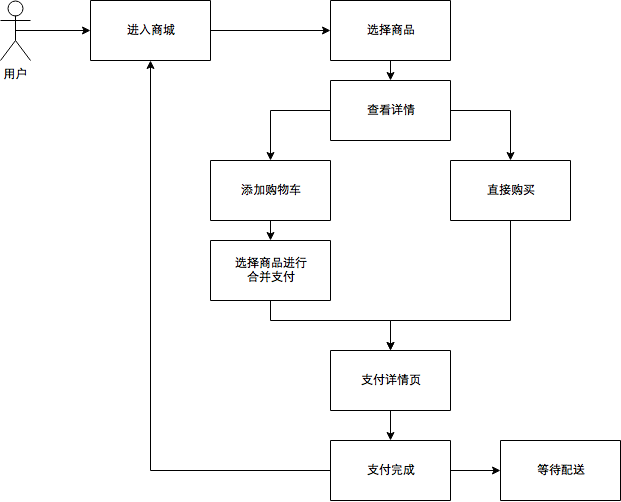 进入商城
选择商品
用户
查看详情
添加购物车
直接购买
选择商品进行
合并支付
支付详情页
支付完成
等待配送